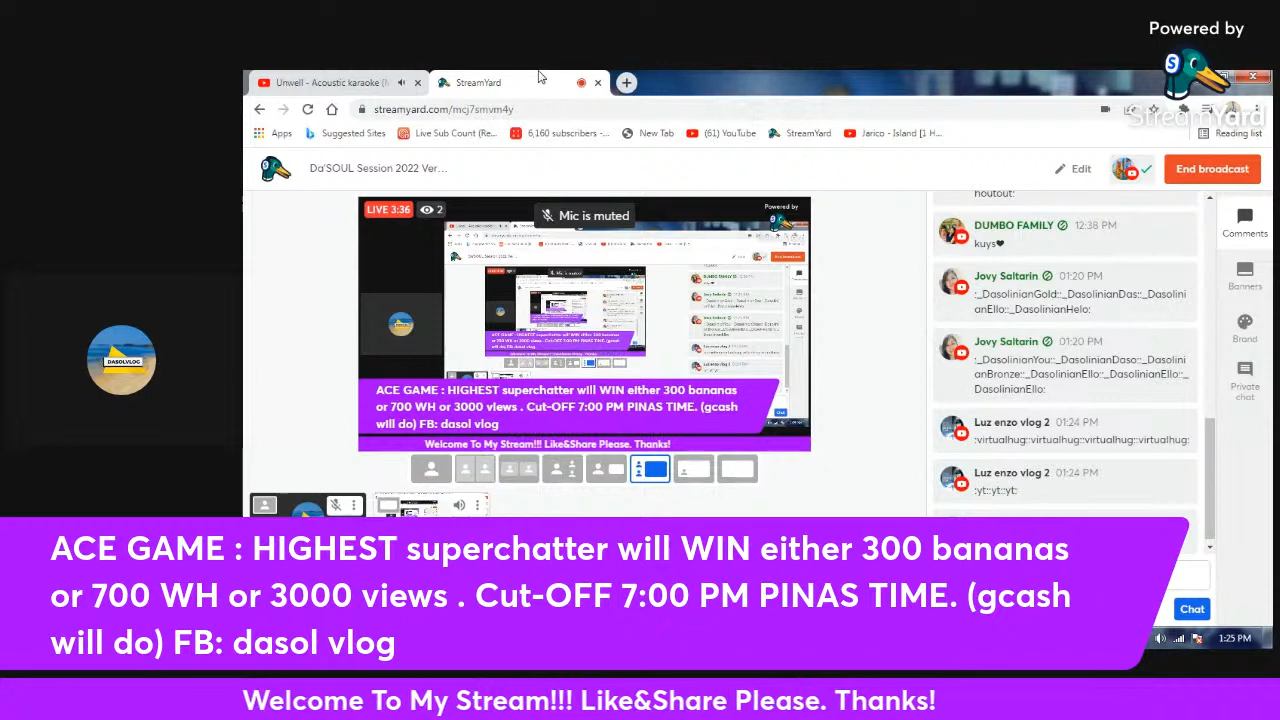 Powered by
StreamYard
Unwell - Acoustic karaoke [
StreamYard
streamyard.com/mcj7smvm4y
Apps
Suggested Sites
Live Sub Count (Re...
6,160 subscribers -...
New Tab
(61) YouTube
StreamYard
Jarico - Island [1 H...
Reading list
Da'SOUL Session 2022 Ver...
Edit
End broadcast
LIVE 3:36
2
Mic is muted
Powered by
ACE GAME : HIGHEST superchatter will WIN either 300 bananas
or 700 WH or 3000 views . Cut-OFF 7:00 PM PINAS TIME. (gcash
will do) FB: dasol vlog
Welcome To My Stream!!! Like&Share Please. Thanks!
houtout:
DUMBO FAMILY 12:38 PM
kuys❤
Jovy Saltarin 01:20 PM
:_DasolinianGold::_DasolinianDas::_Dasolini
anEllo::_DasolinianHelo:
Jovy Saltarin 01:20 PM
:_DasolinianYou::_DasolinianDas::_Dasolini
anBronze::_DasolinianEllo::_DasolinianEllo::_
DasolinianEllo:
Luz enzo vlog 2 01:24 PM
:virtualhug::virtualhug::virtualhug::virtualhug:
Luz enzo vlog 2 01:24 PM
:yt::yt::yt:
Comments
Banners
Brand
Private
chat
Chat
1:25 PM
DASOLVLOG
ACE GAME : HIGHEST superchatter will WIN either 300 bananas
or 700 WH or 3000 views . Cut-OFF 7:00 PM PINAS TIME. (gcash
will do) FB: dasol vlog
Welcome To My Stream!!! Like&Share Please. Thanks!